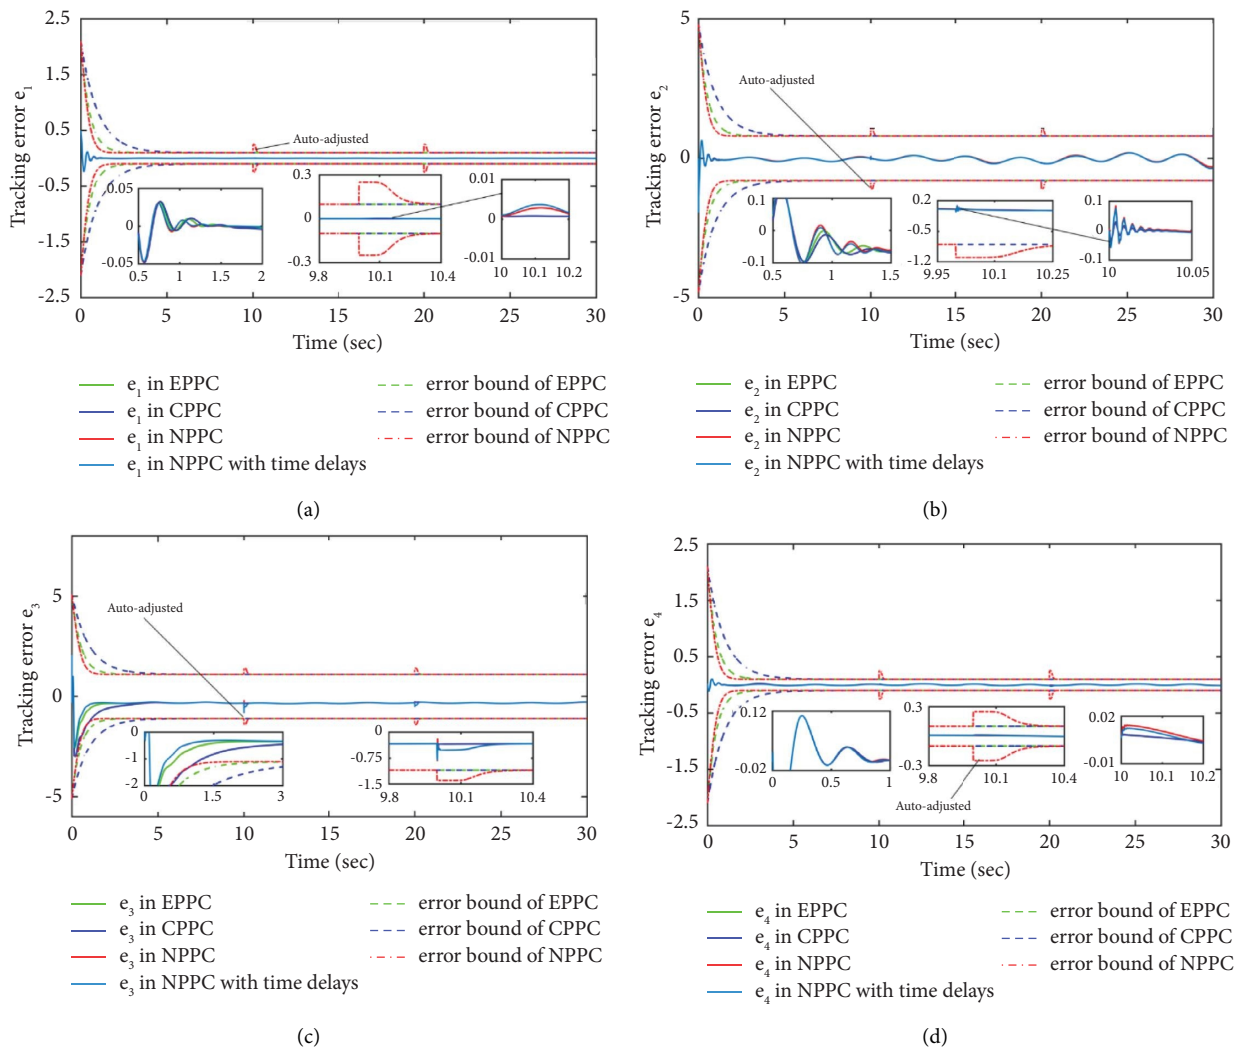 2.5
1.5
0.5
-0.5
-1.5
-2.5
Tracking error e1
Auto-adjusted
0.05
0
-0.05
0.5 1 1.5 2
0.3
0
-0.3
9.8 10.1 10.4
0.01
0
-0.01
10 10.1 10.2
0 5 10 15 20 25 30
Time (sec)
e1 in EPPC
e1 in CPPC
e1 in NPPC
e1 in NPPC with time delays
error bound of EPPC
error bound of CPPC
error bound of NPPC
(a)
5
0
-5
Tracking error e2
Auto-adjusted
0.1
0
-0.1
0.5 1 1.5
0.2
-0.5
-1.2
9.95 10.1 10.25
0.1
0
-0.1
10 10.05
0 5 10 15 20 25 30
Time (sec)
e2 in EPPC
e2 in CPPC
e2 in NPPC
e2 in NPPC with time delays
error bound of EPPC
error bound of CPPC
error bound of NPPC
(b)
5
0
-5
Tracking error e3
Auto-adjusted
0
-1
-2
0 1.5 3
0
-0.75
-1.5
9.8 10.1 10.4
0 5 10 15 20 25 30
Time (sec)
e3 in EPPC
e3 in CPPC
e3 in NPPC
e3 in NPPC with time delays
error bound of EPPC
error bound of CPPC
error bound of NPPC
(c)
2.5
1.5
0.5
-0.5
-1.5
-2.5
Tracking error e4
0.12
-0.02
0 0.5 1
0.3
-0.3
9.8 10.1 10.4
Auto-adjusted
0.02
-0.01
10 10.1 10.2
0 5 10 15 20 25 30
Time (sec)
e4 in EPPC
e4 in CPPC
e4 in NPPC
e4 in NPPC with time delays
error bound of EPPC
error bound of CPPC
error bound of NPPC
(d)